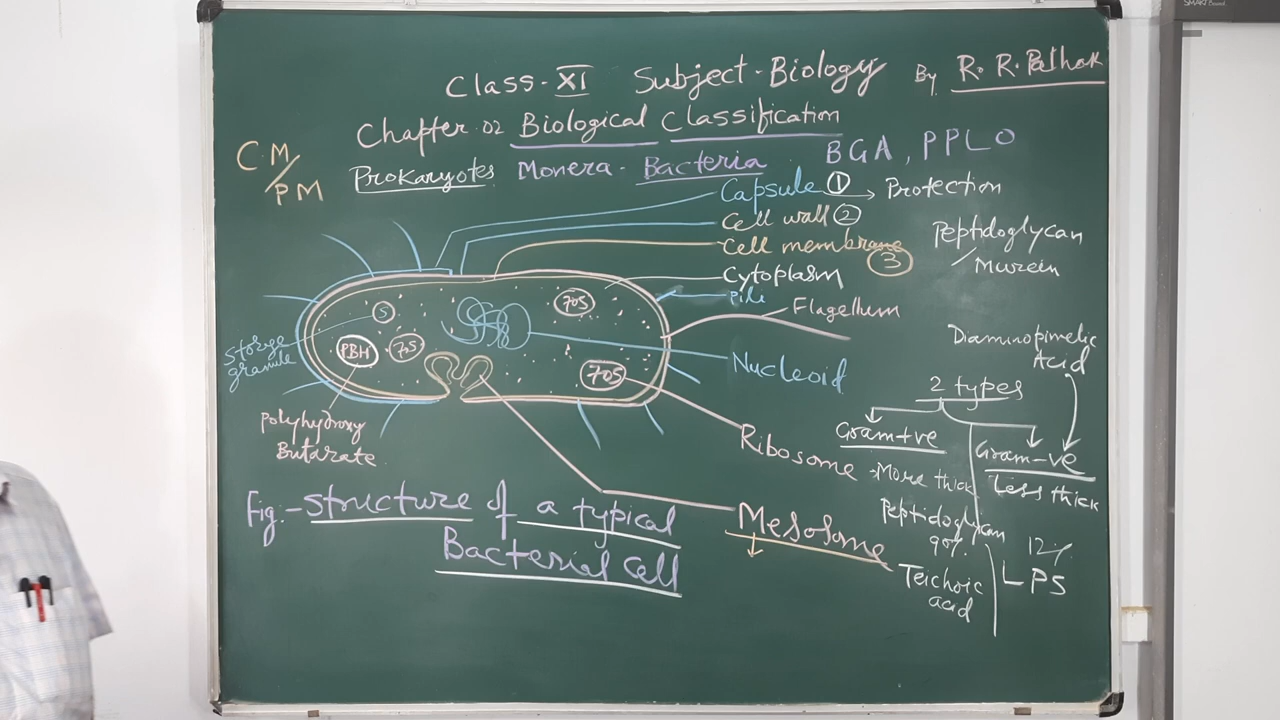 SMART Board
Class-XI Subject-Biology By R. R. Pathak
Chapter 02 Biological Classification
C.M/PM
Prokaryotes Monera - Bacteria
BGA, PPLO
Capsule ① → Protection
Cell wall ②
Cell membrane ③
Peptidoglycan
/Murein
Cytoplasm
Pili
Flagellum
Nucleoid
S
70S
PBH
70S
70S
Storage
granule
Polyhydroxy
Butarate
Ribosome
Mesosome
Diaminopimelic
Acid
2 types
Gram+ve
Gram-ve
More thick
Less thick
Peptidoglycan
90%
12%
Teichoic
acid
LPS
Fig.- Structure of a typical
Bacterial Cell